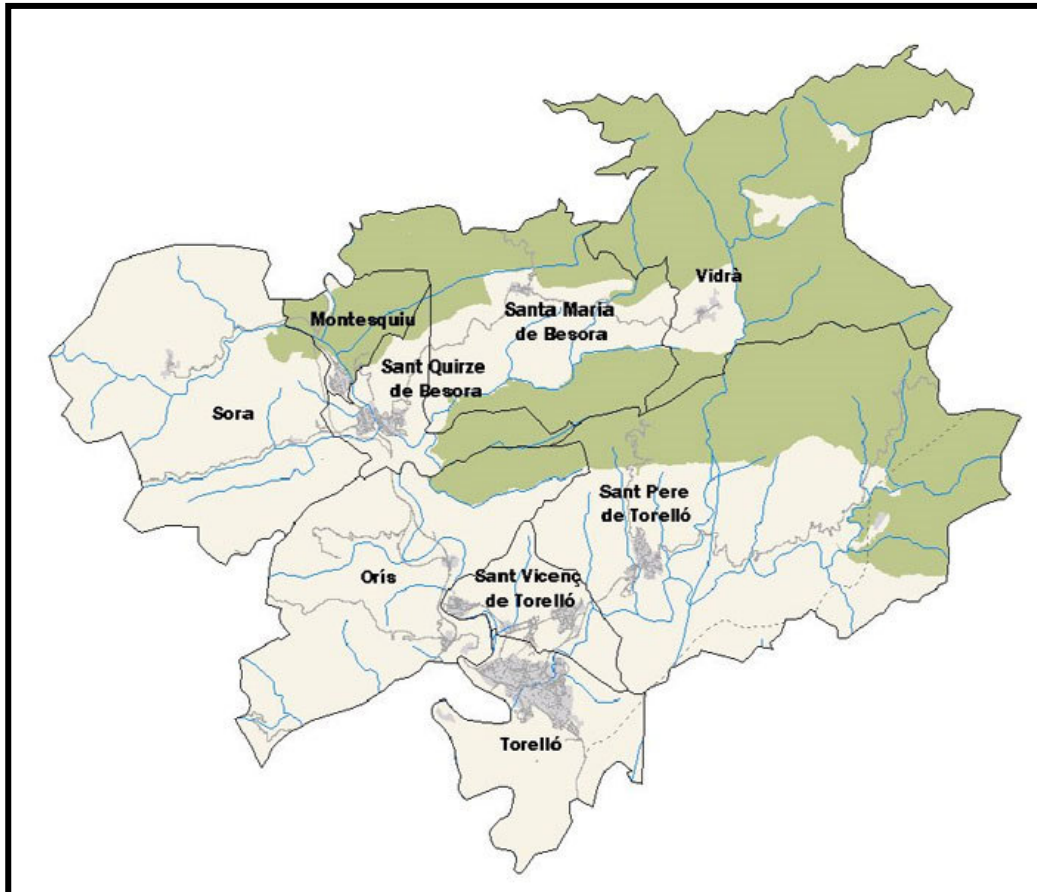 Vidrà
Santa Maria
de Besora
Montesquiu
Sant Quirze
de Besora
Sora
Sant Pere
de Torelló
Orís
Sant Vicenç
de Torelló
Torelló